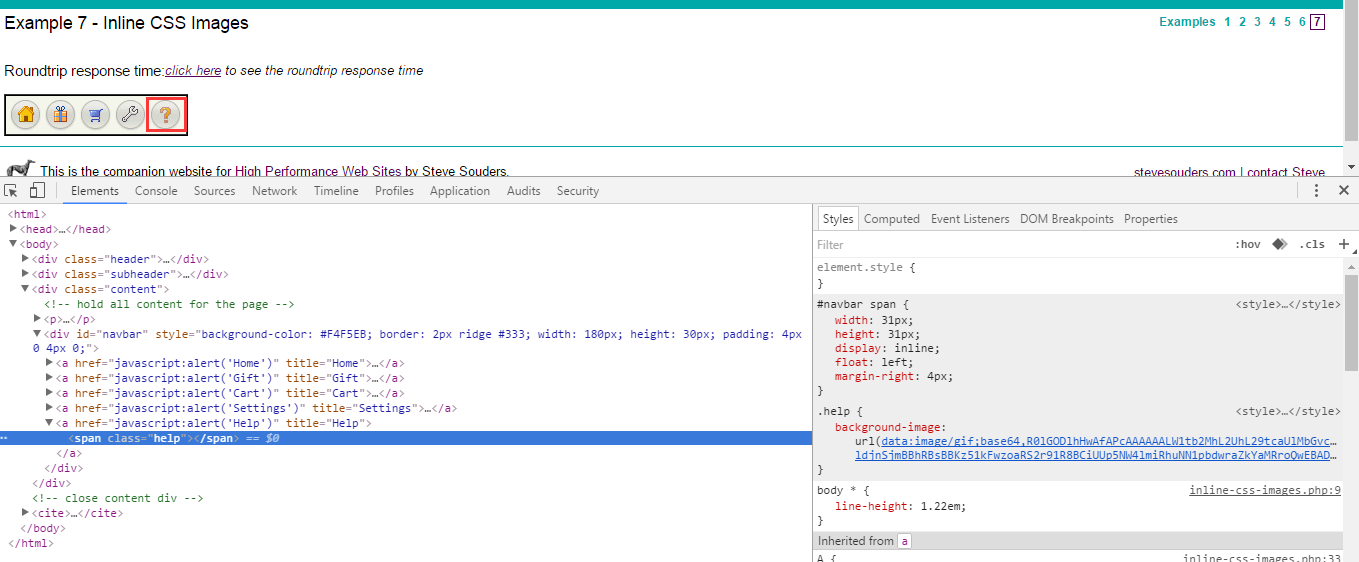 Example 7 - Inline CSS Images
Examples 1 2 3 4 5 6 7
Roundtrip response time:click here to see the roundtrip response time
This is the companion website for High Performance Web Sites by Steve Souders.
stevesouders.com | contact Steve
Elements Console Sources Network Timeline Profiles Application Audits Security
<html>
<head>…</head>
<body>
<div class="header">…</div>
<div class="subheader">…</div>
<div class="content">
<!-- hold all content for the page -->
<p>…</p>
<div id="navbar" style="background-color: #F4F5EB; border: 2px ridge #333; width: 180px; height: 30px; padding: 4px
0 4px 0;">
<a href="javascript:alert('Home')" title="Home">…</a>
<a href="javascript:alert('Gift')" title="Gift">…</a>
<a href="javascript:alert('Cart')" title="Cart">…</a>
<a href="javascript:alert('Settings')" title="Settings">…</a>
<a href="javascript:alert('Help')" title="Help">
<span class="help"></span> == $0
</a>
</div>
</div>
<!-- close content div -->
<cite>…</cite>
</body>
</html>
Styles Computed Event Listeners DOM Breakpoints Properties
Filter
:hov .cls +
element.style {
}
#navbar span { <style>…</style>
width: 31px;
height: 31px;
display: inline;
float: left;
margin-right: 4px;
}
.help { <style>…</style>
background-image:
url(data:image/gif;base64,R0lGODlhHwAfAPcAAAAAALW1tb2MhL2UhL29tcaUlMbGvc…
ldjnSjmBBhRBsBBKz51kFwzoaRS2r91R8BCiUUp5NW4lmiRhuNN1pbdwraZkYaMRroQwEBAD…
}
body * { inline-css-images.php:9
line-height: 1.22em;
}
Inherited from a
A { inline-css-images.php:33